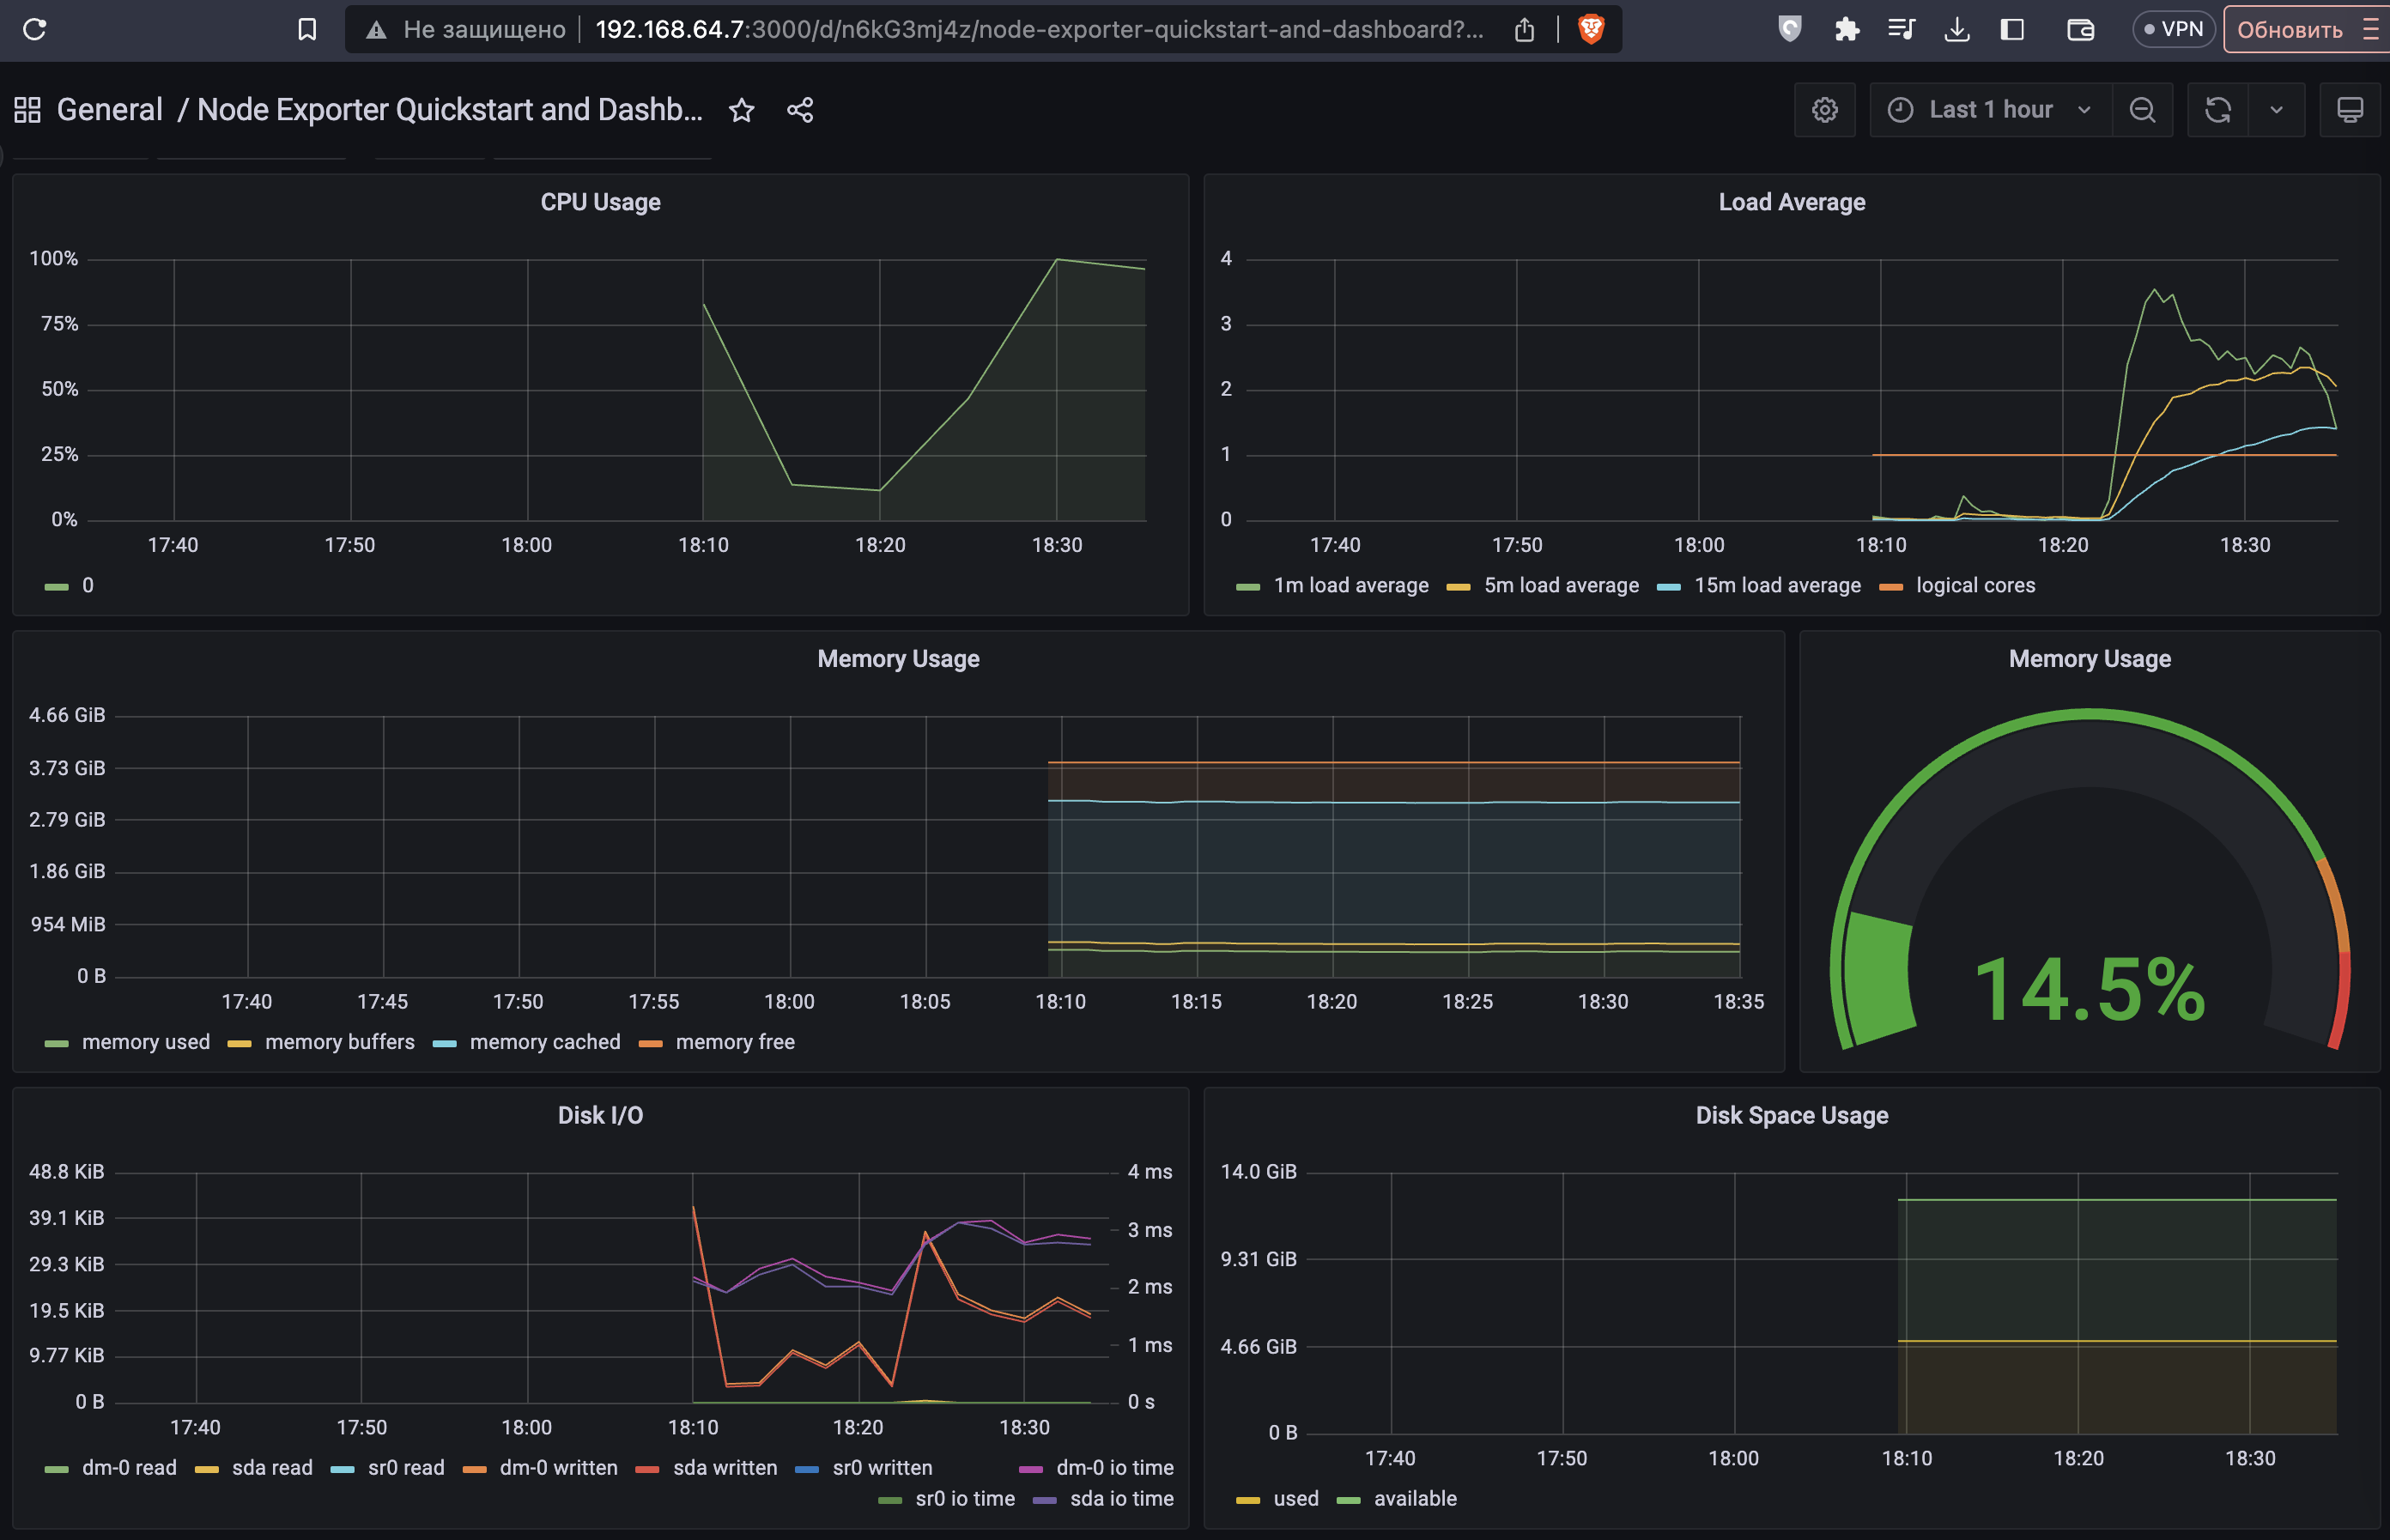 Не защищено 192.168.64.7:3000/d/n6kG3mj4z/node-exporter-quickstart-and-dashboard?... VPN Обновить
General / Node Exporter Quickstart and Dashb... Last 1 hour
CPU Usage
100%
75%
50%
25%
0%
17:40 17:50 18:00 18:10 18:20 18:30
0
Load Average
4
3
2
1
0
17:40 17:50 18:00 18:10 18:20 18:30
1m load average 5m load average 15m load average logical cores
Memory Usage
4.66 GiB
3.73 GiB
2.79 GiB
1.86 GiB
954 MiB
0 B
17:40 17:45 17:50 17:55 18:00 18:05 18:10 18:15 18:20 18:25 18:30 18:35
memory used memory buffers memory cached memory free
Memory Usage
14.5%
Disk I/O
48.8 KiB 4 ms
39.1 KiB 3 ms
29.3 KiB 2 ms
19.5 KiB
9.77 KiB 1 ms
0 B 0 s
17:40 17:50 18:00 18:10 18:20 18:30
dm-0 read sda read sr0 read dm-0 written sda written sr0 written dm-0 io time
sr0 io time sda io time
Disk Space Usage
14.0 GiB
9.31 GiB
4.66 GiB
0 B
17:40 17:50 18:00 18:10 18:20 18:30
used available